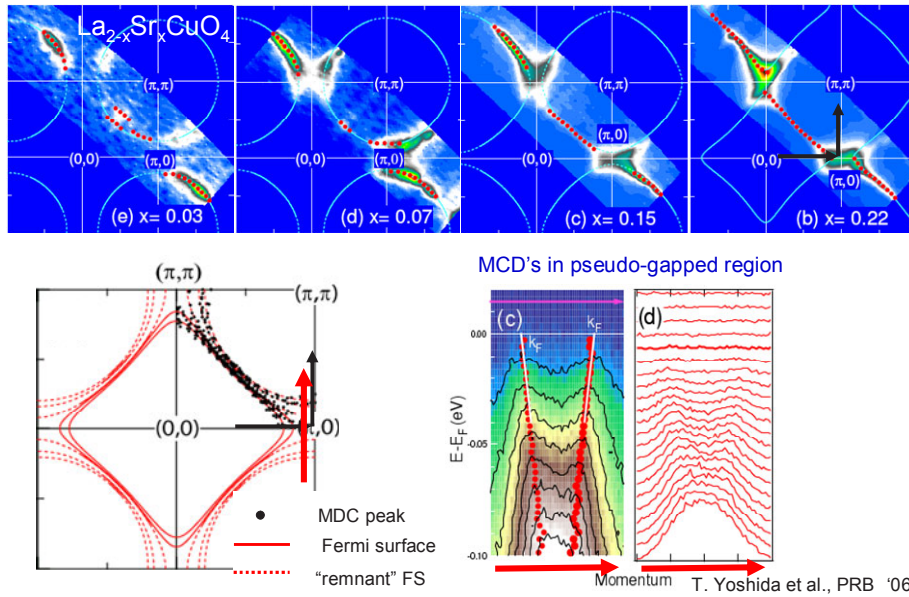 La2-xSrxCuO4
(π,π)
(0,0)
(π,0)
(e) x= 0.03
(π,π)
(0,0)
(π,0)
(d) x= 0.07
(π,π)
(0,0)
(π,0)
(c) x= 0.15
(π,π)
(0,0)
(π,0)
(b) x= 0.22
(π,π)
(π,π)
(0,0)
(π,0)
MDC peak
Fermi surface
"remnant" FS
MCD's in pseudo-gapped region
(c)
(d)
kF
kF
E-EF (eV)
0.00
-0.05
-0.10
Momentum
T. Yoshida et al., PRB '06